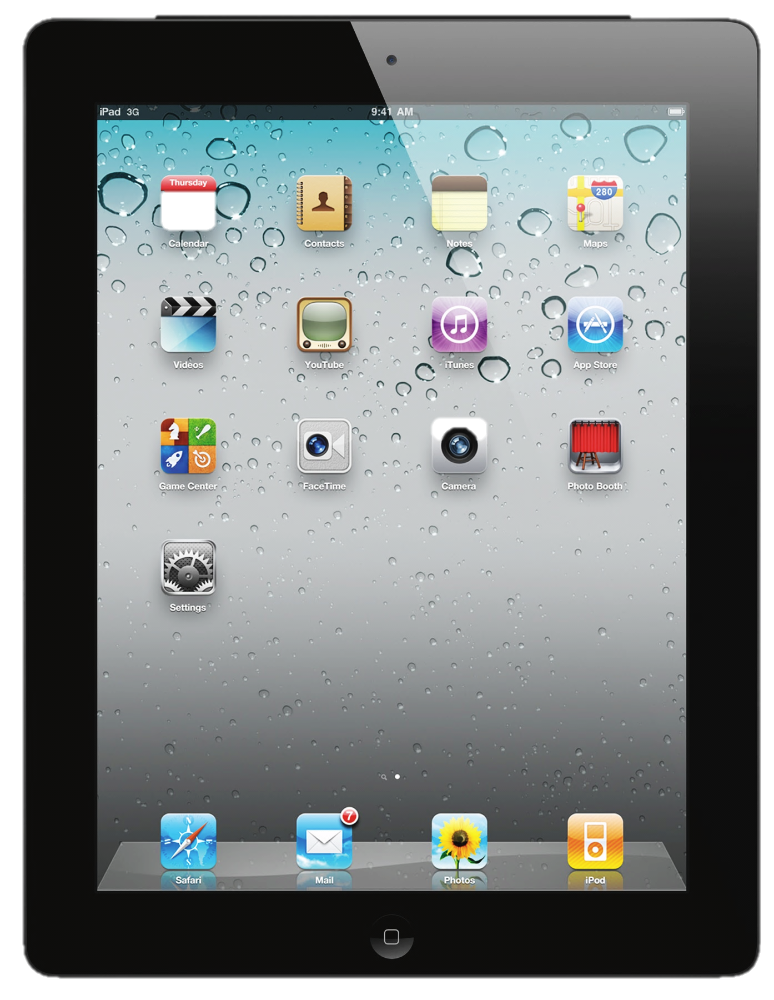 iPad 3G 9:41 AM
Thursday
280
Calendar Contacts Notes Maps
Videos YouTube iTunes App Store
Game Center FaceTime Camera Photo Booth
Settings
7
N
S
Safari Mail Photos iPod